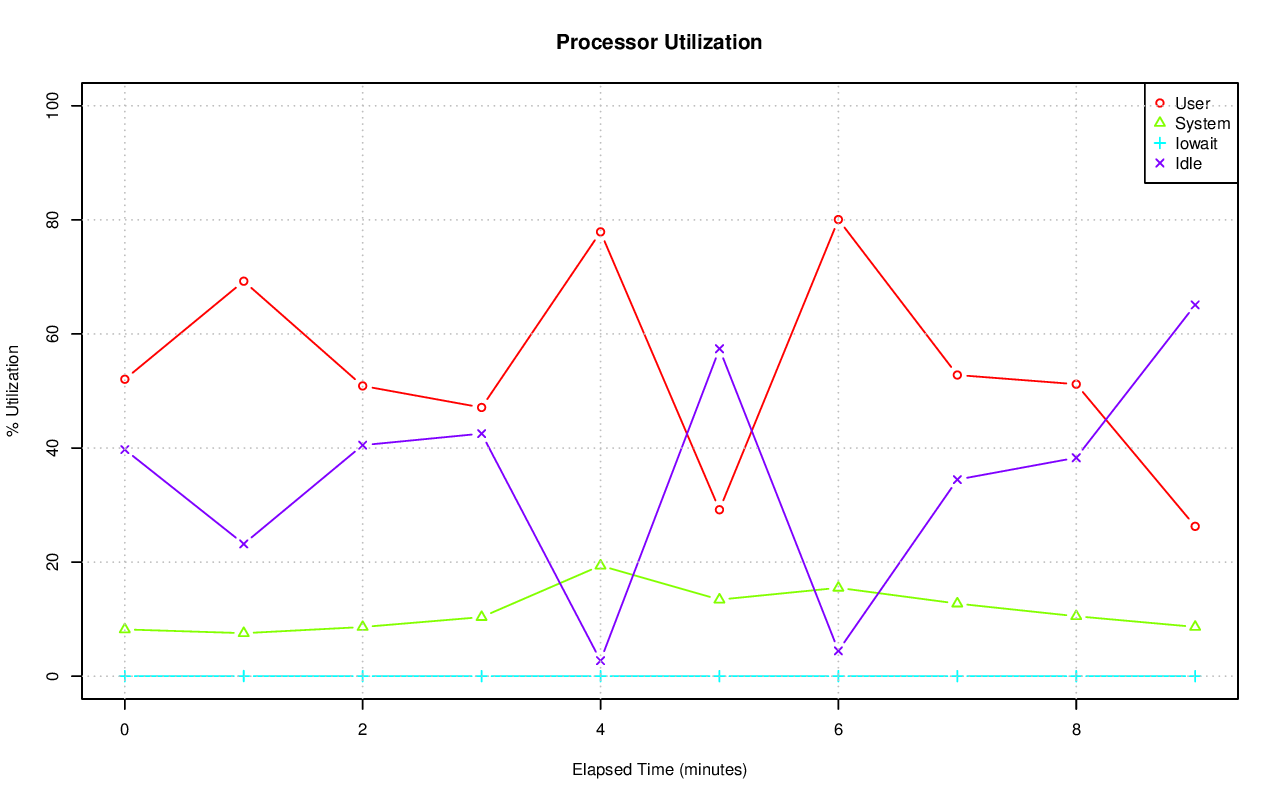 Processor Utilization
User
System
Iowait
Idle
100
80
60
40
20
0
% Utilization
0 2 4 6 8
Elapsed Time (minutes)